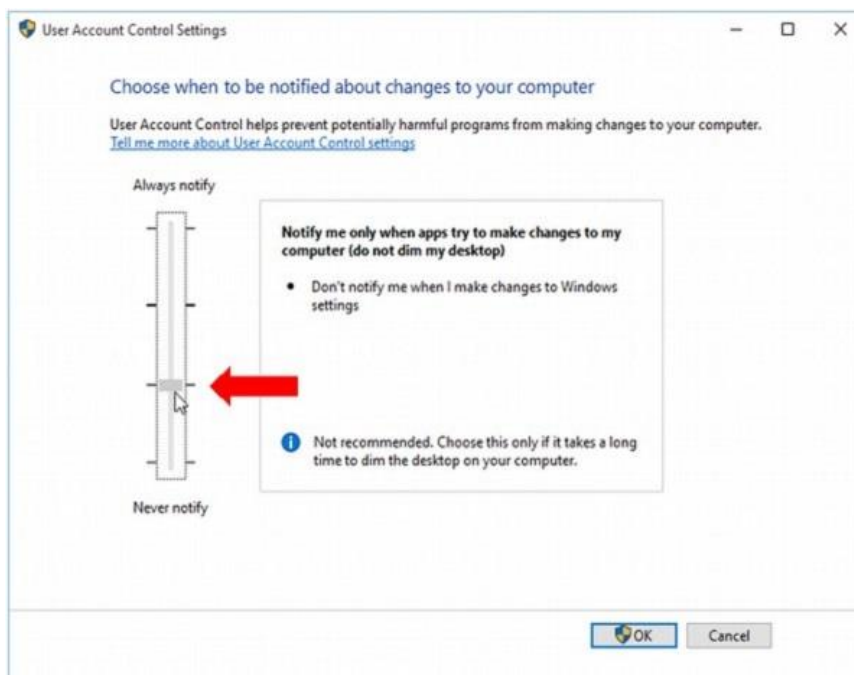 User Account Control Settings
Choose when to be notified about changes to your computer
User Account Control helps prevent potentially harmful programs from making changes to your computer.
Tell me more about User Account Control settings
Always notify
Notify me only when apps try to make changes to my
computer (do not dim my desktop)
• Don't notify me when I make changes to Windows
settings
Not recommended. Choose this only if it takes a long
time to dim the desktop on your computer.
Never notify
OK
Cancel